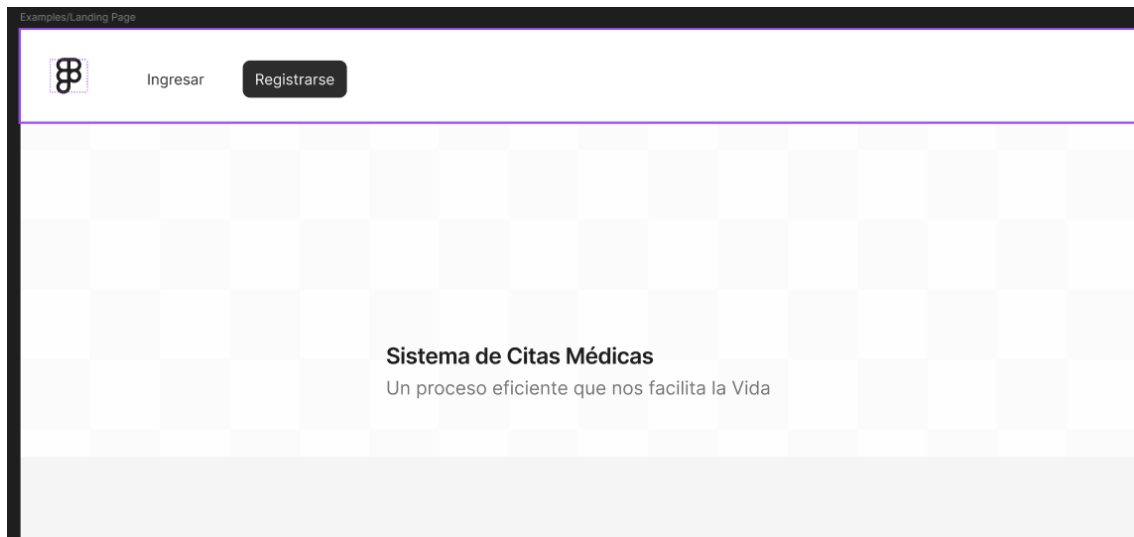 Examples/Landing Page
Ingresar
Registrarse
Sistema de Citas Médicas
Un proceso eficiente que nos facilita la Vida